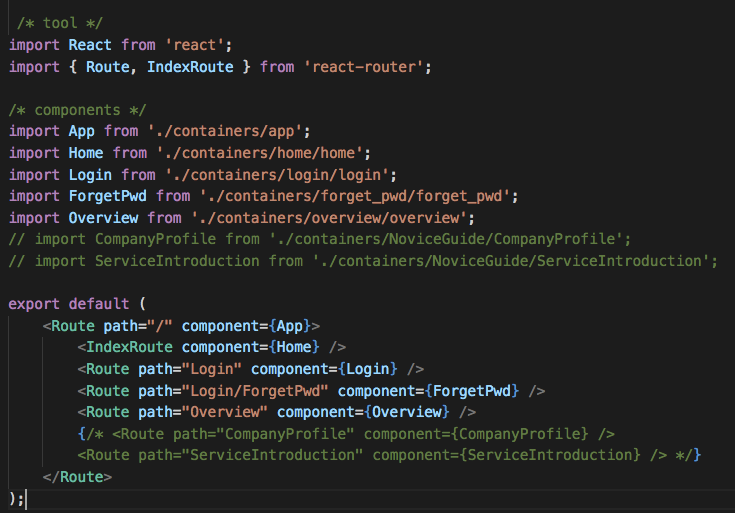 /* tool */
import React from 'react';
import { Route, IndexRoute } from 'react-router';
/* components */
import App from './containers/app';
import Home from './containers/home/home';
import Login from './containers/login/login';
import ForgetPwd from './containers/forget_pwd/forget_pwd';
import Overview from './containers/overview/overview';
// import CompanyProfile from './containers/NoviceGuide/CompanyProfile';
// import ServiceIntroduction from './containers/NoviceGuide/ServiceIntroduction';
export default (
<Route path="/" component={App}>
<IndexRoute component={Home} />
<Route path="Login" component={Login} />
<Route path="Login/ForgetPwd" component={ForgetPwd} />
<Route path="Overview" component={Overview} />
{/* <Route path="CompanyProfile" component={CompanyProfile} />
<Route path="ServiceIntroduction" component={ServiceIntroduction} /> */}
</Route>
);